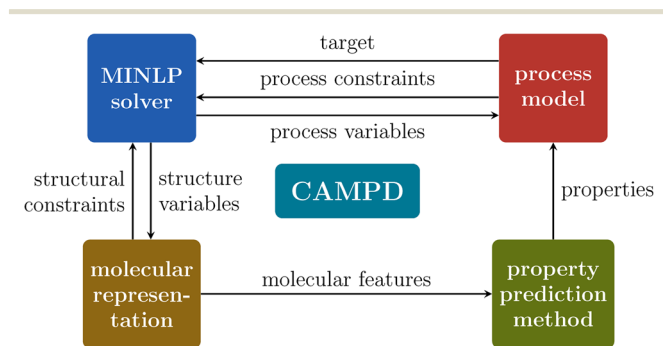 MINLP
solver
target
process constraints
process variables
process
model
structural
constraints
structure
variables
CAMPD
properties
molecular
represen-
tation
molecular features
property
prediction
method